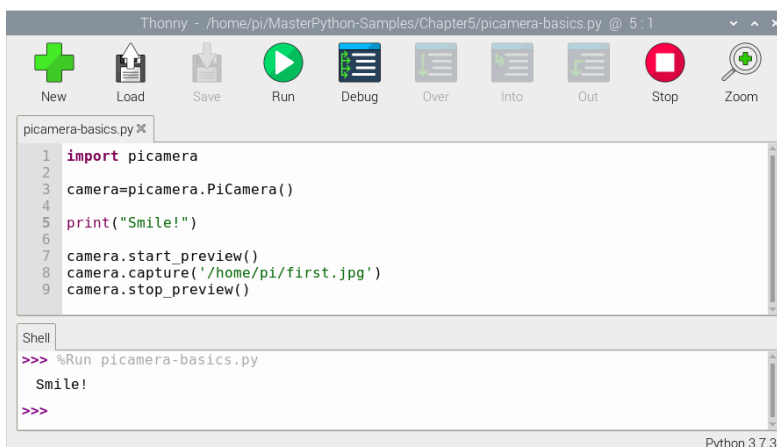 Thonny - /home/pi/MasterPython-Samples/Chapter5/picamera-basics.py @ 5:1
New Load Save Run Debug Over Into Out Stop Zoom
picamera-basics.py
1 import picamera
2
3 camera=picamera.PiCamera()
4
5 print("Smile!")
6
7 camera.start_preview()
8 camera.capture('/home/pi/first.jpg')
9 camera.stop_preview()
Shell
>>> %Run picamera-basics.py
Smile!
>>>
Python 3.7.3